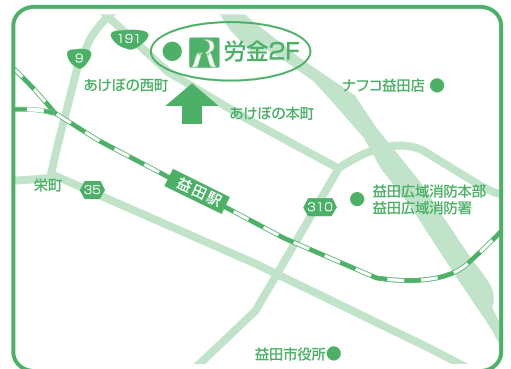 191
9
労金2F
あけぼの西町
ナフコ益田店
あけぼの本町
益田駅
栄町
35
310
益田広域消防本部
益田広域消防署
益田市役所